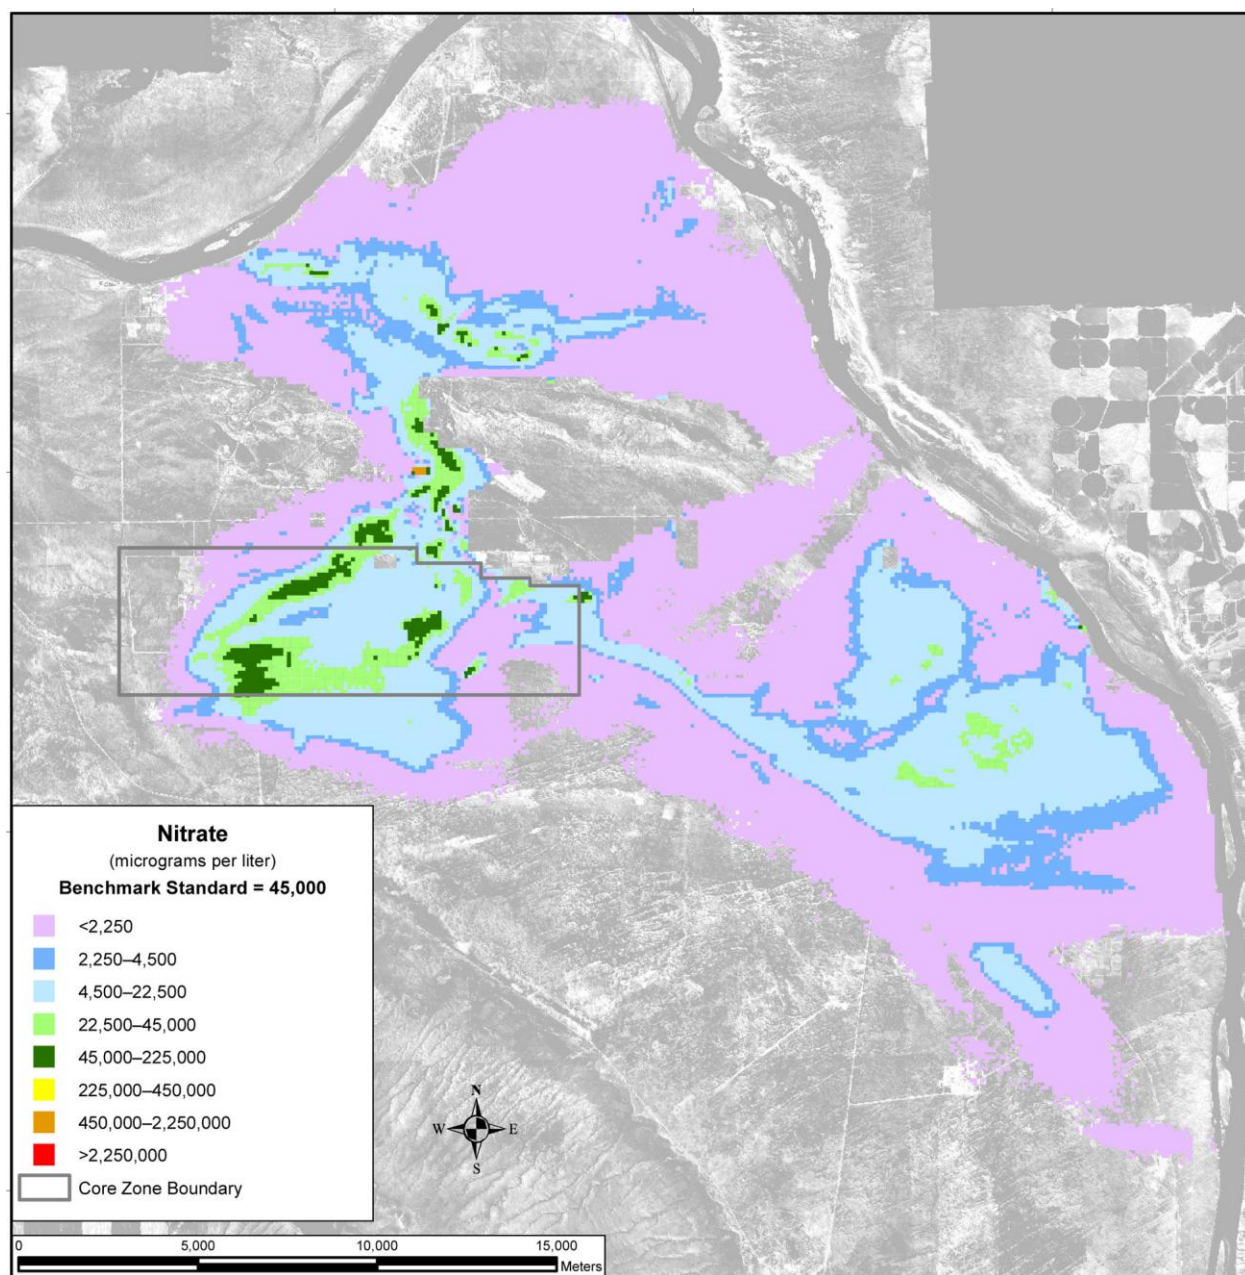 Nitrate
(micrograms per liter)
Benchmark Standard = 45,000
<2,250
2,250–4,500
4,500–22,500
22,500–45,000
45,000–225,000
225,000–450,000
450,000–2,250,000
>2,250,000
Core Zone Boundary
N
W E
S
0 5,000 10,000 15,000
Meters